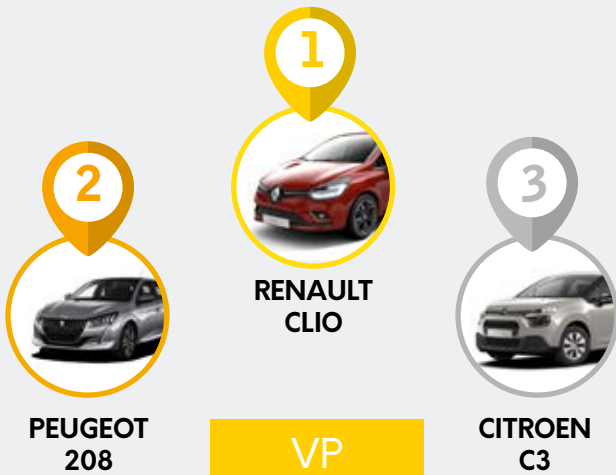 1
2
3
RENAULT
CLIO
PEUGEOT
208
CITROEN
C3
VP